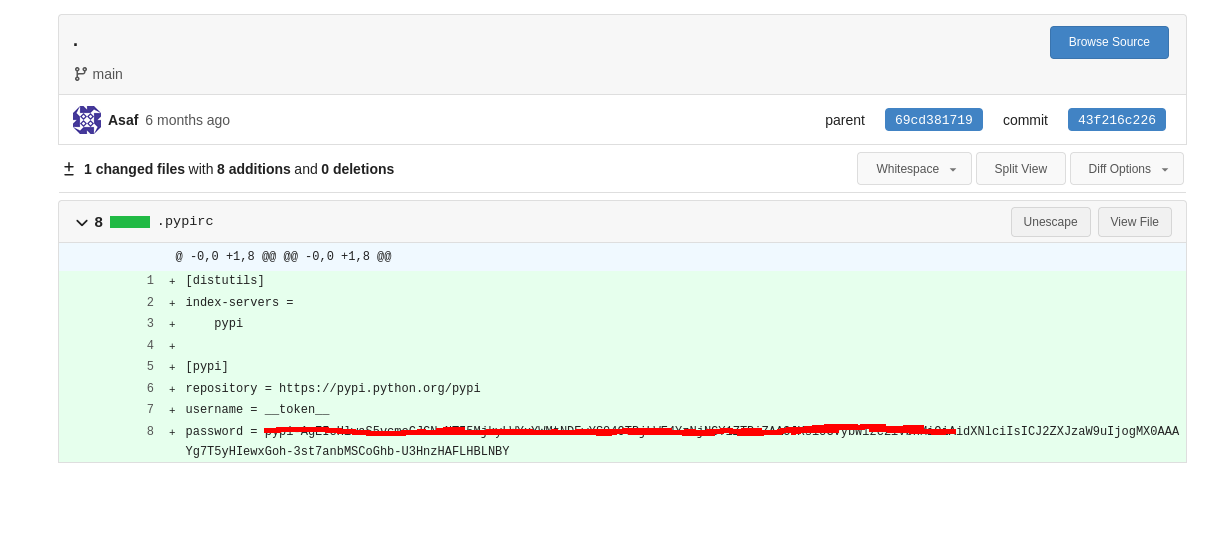 .
Browse Source
main
Asaf 6 months ago parent 69cd381719 commit 43f216c226
1 changed files with 8 additions and 0 deletions Whitespace Split View Diff Options
8 .pypirc Unescape View File
@ -0,0 +1,8 @@ @@ -0,0 +1,8 @@
1 + [distutils]
2 + index-servers =
3 + pypi
4 +
5 + [pypi]
6 + repository = https://pypi.python.org/pypi
7 + username = __token__
8 + password = idXNlciIsICJ2ZXJzaW9uIjogMX0AAA
Yg7T5yHIewxGoh-3st7anbMSCoGhb-U3HnzHAFLHBLNBY